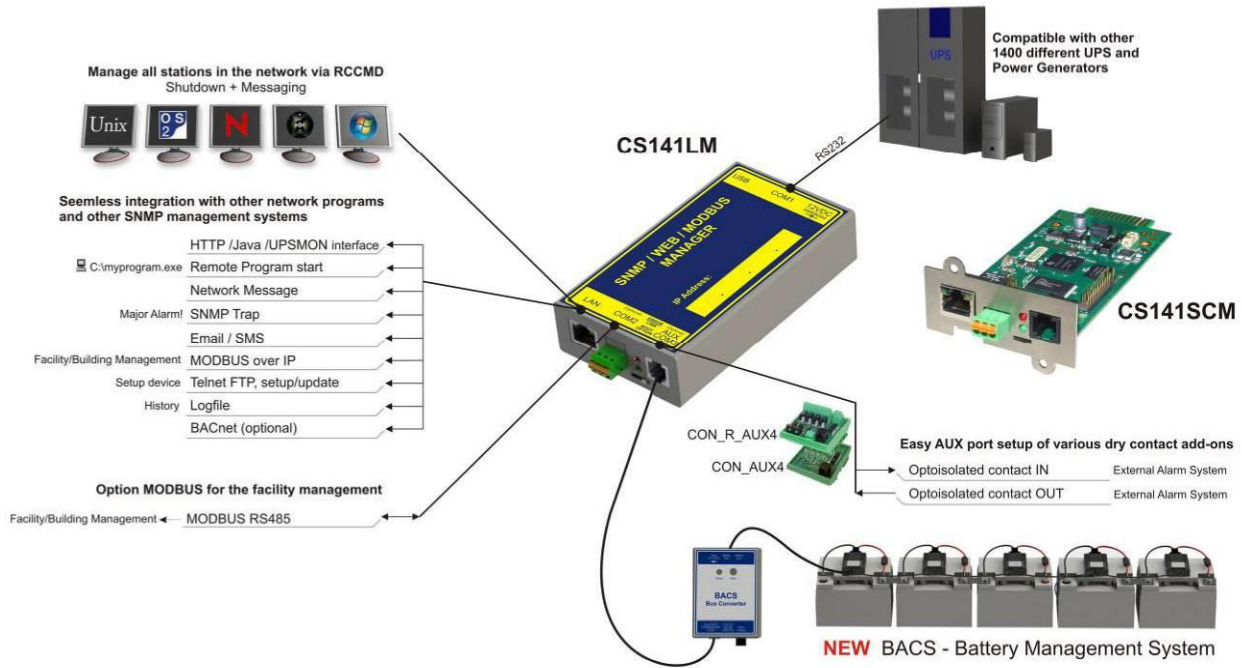 Manage all stations in the network via RCCMD
Shutdown + Messaging
Unix
OS
2
N
Seemless integration with other network programs
and other SNMP management systems
HTTP /Java /UPSMON interface
C:\myprogram.exe Remote Program start
Network Message
Major Alarm! SNMP Trap
Email / SMS
Facility/Building Management MODBUS over IP
Setup device Telnet FTP, setup/update
History Logfile
BACnet (optional)
Option MODBUS for the facility management
Facility/Building Management MODBUS RS485
CS141LM
RS232
USB
COM1
12VDC
SNMP / WEB / MODBUS
MANAGER
IP Address:
LAN
COM2
AUX
COM3
UPS
Compatible with other
1400 different UPS and
Power Generators
CS141SCM
CON_R_AUX4
CON_AUX4
Easy AUX port setup of various dry contact add-ons
Optoisolated contact IN External Alarm System
Optoisolated contact OUT External Alarm System
BACS
Bus Converter
NEW BACS - Battery Management System